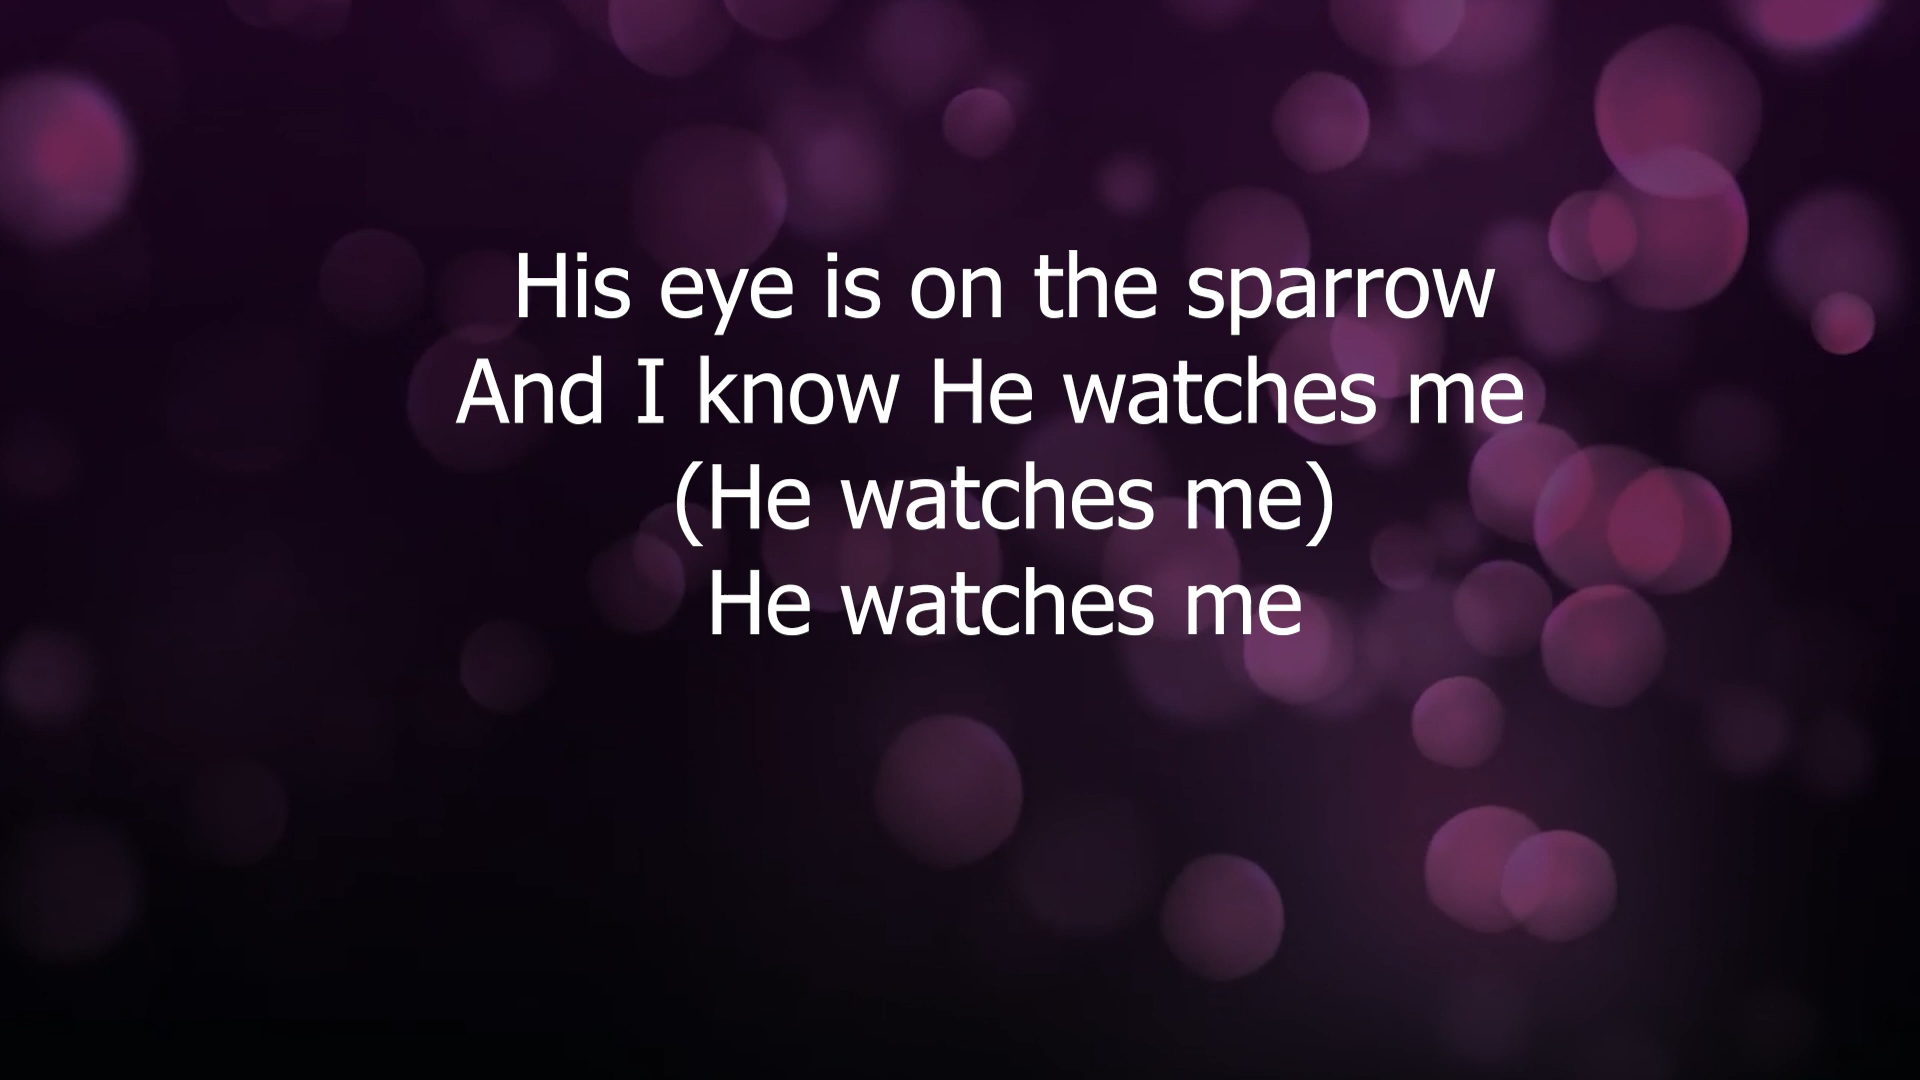 His eye is on the sparrow
And I know He watches me
(He watches me)
He watches me